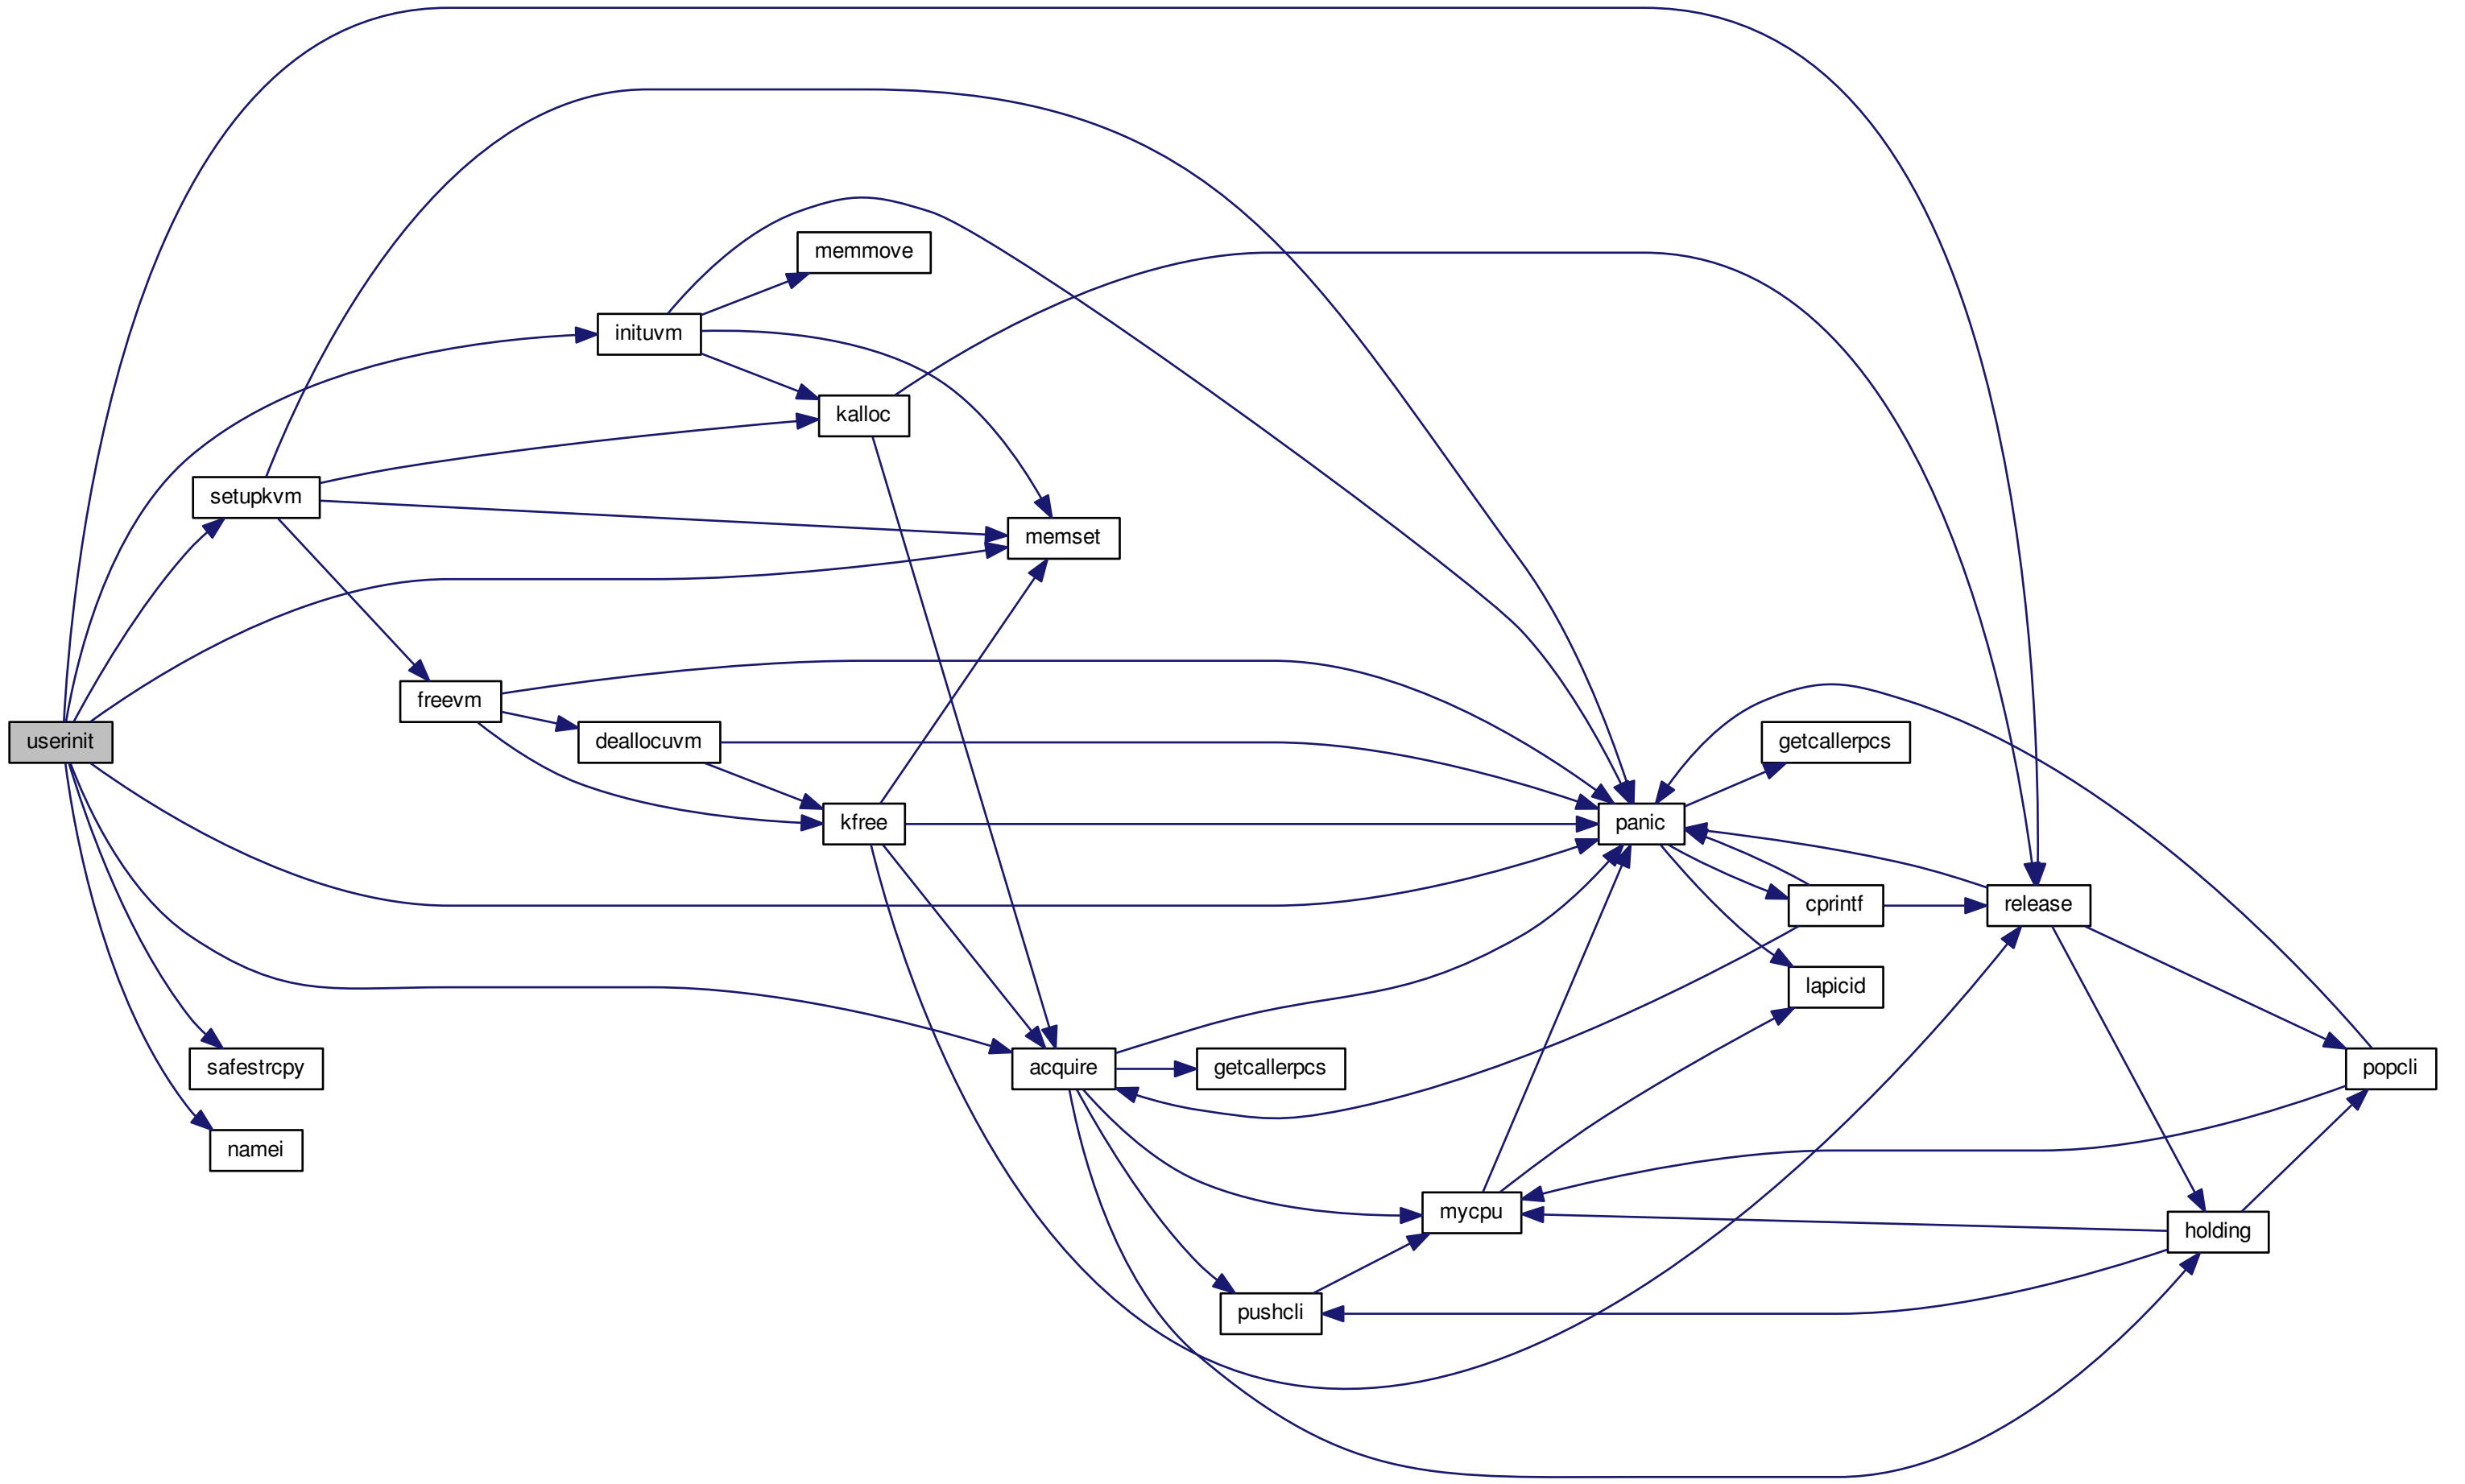 memmove
inituvm
kalloc
setupkvm
memset
freevm
userinit
deallocuvm
getcallerpcs
kfree
panic
cprintf
release
lapicid
safestrcpy
acquire
getcallerpcs
popcli
namei
mycpu
holding
pushcli